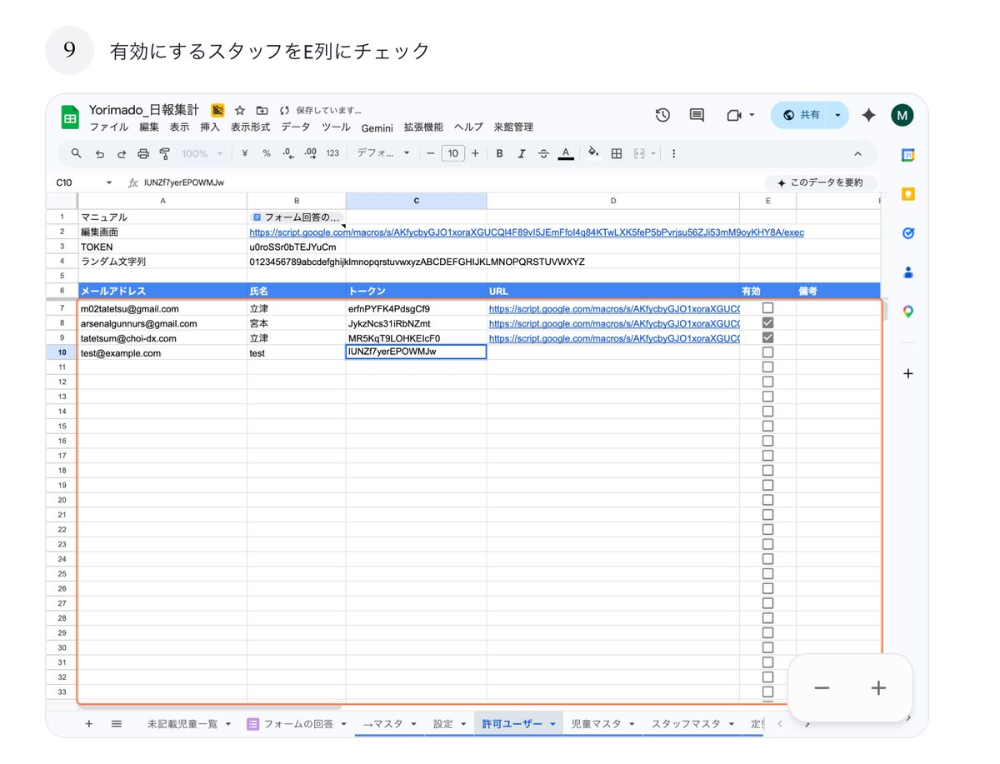 9 有効にするスタッフをE列にチェック
Yorimado_日報集計 保存しています...
ファイル 編集 表示 挿入 表示形式 データ ツール Gemini 拡張機能 ヘルプ 来館管理
共有
M
100% ¥ % .0 .00 123 デフォ... 10 B I A
31
C10 fx IUNZf7yerEPOWMJw
このデータを要約
A B C D E
1 マニュアル フォーム回答の...
2 編集画面 https://script.google.com/macros/s/AKfycbyGJO1xoraXGUCQl4F89vI5JEmFfoI4q84KTwLXK5feP5bPvrjsu56ZJi53mM9oyKHY8A/exec
3 TOKEN u0roSSr0bTEJYuCm
4 ランダム文字列 0123456789abcdefghijklmnopqrstuvwxyzABCDEFGHIJKLMNOPQRSTUVWXYZ
5
6 メールアドレス 氏名 トークン URL 有効 備考
7 m02tatetsu@gmail.com 立津 erfnPYFK4PdsgCf9 https://script.google.com/macros/s/AKfycbyGJO1xoraXGUCQ
8 arsenalgunnurs@gmail.com 宮本 JykzNcs31iRbNZmt https://script.google.com/macros/s/AKfycbyGJO1xoraXGUCQ
9 tatetsum@choi-dx.com 立津 MR5KqT9LOHKEIcF0 https://script.google.com/macros/s/AKfycbyGJO1xoraXGUCQ
10 test@example.com test IUNZf7yerEPOWMJw
11
12
13
14
15
16
17
18
19
20
21
22
23
24
25
26
27
28
29
30
31
32
33
未記載児童一覧 フォームの回答 →マスタ 設定 許可ユーザー 児童マスタ スタッフマスタ